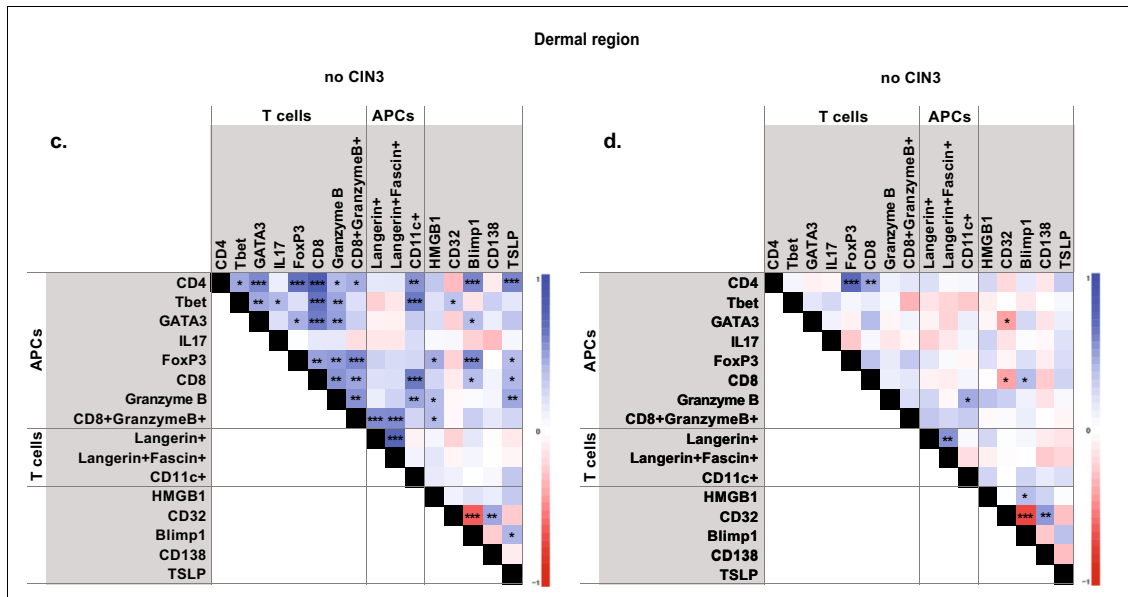 Dermal region
no CIN3
no CIN3
c.
T cells
APCs
CD4
Tbet
GATA3
IL17
FoxP3
CD8
Granzyme B
CD8+GranzymeB+
Langerin+
Langerin+Fascin+
CD11c+
HMGB1
CD32
Blimp1
CD138
TSLP
APCs
T cells
CD4 * *** *** *** * * ** *** ***
Tbet ** * *** ** *** *
GATA3 * *** ** *
IL17
FoxP3 ** ** *** * *** *
CD8 ** ** *** * *
Granzyme B ** ** * **
CD8+GranzymeB+ *** *** *
Langerin+ ***
Langerin+Fascin+
CD11c+
HMGB1
CD32 *** **
Blimp1 *
CD138
TSLP
1
0
−1
d.
T cells
APCs
CD4
Tbet
GATA3
IL17
FoxP3
CD8
Granzyme B
CD8+GranzymeB+
Langerin+
Langerin+Fascin+
CD11c+
HMGB1
CD32
Blimp1
CD138
TSLP
APCs
T cells
CD4 *** **
Tbet
GATA3 *
IL17
FoxP3
CD8 * *
Granzyme B *
CD8+GranzymeB+
Langerin+ **
Langerin+Fascin+
CD11c+
HMGB1 *
CD32 *** **
Blimp1
CD138
TSLP
1
0
−1